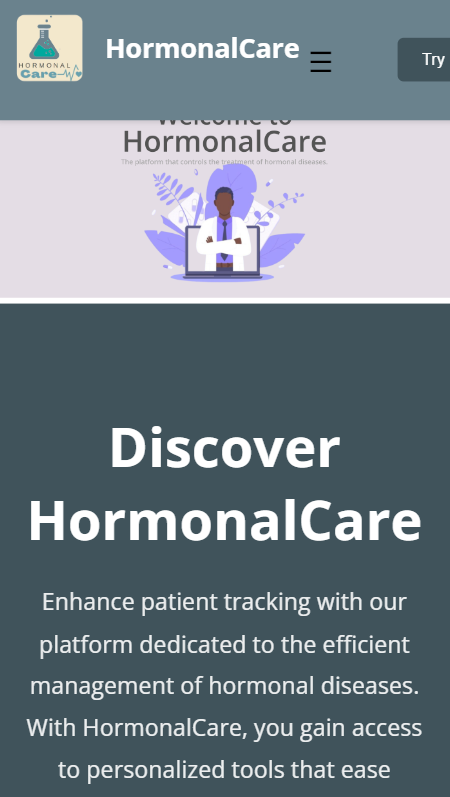 HORMONAL
Care
HormonalCare
Try
Welcome to
HormonalCare
The platform that controls the treatment of hormonal diseases.
Discover
HormonalCare
Enhance patient tracking with our
platform dedicated to the efficient
management of hormonal diseases.
With HormonalCare, you gain access
to personalized tools that ease